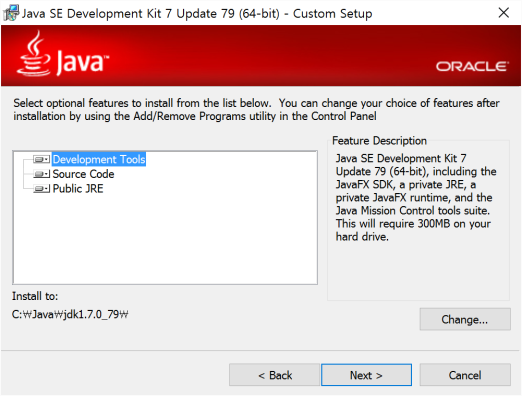 Java SE Development Kit 7 Update 79 (64-bit) - Custom Setup
Java™
ORACLE®
Select optional features to install from the list below.  You can change your choice of features after
installation by using the Add/Remove Programs utility in the Control Panel
Development Tools
Source Code
Public JRE
Feature Description
Java SE Development Kit 7
Update 79 (64-bit), including the
JavaFX SDK, a private JRE, a
private JavaFX runtime, and the
Java Mission Control tools suite.
This will require 300MB on your
hard drive.
Install to:
C:₩Java₩jdk1.7.0_79₩
Change...
< Back
Next >
Cancel